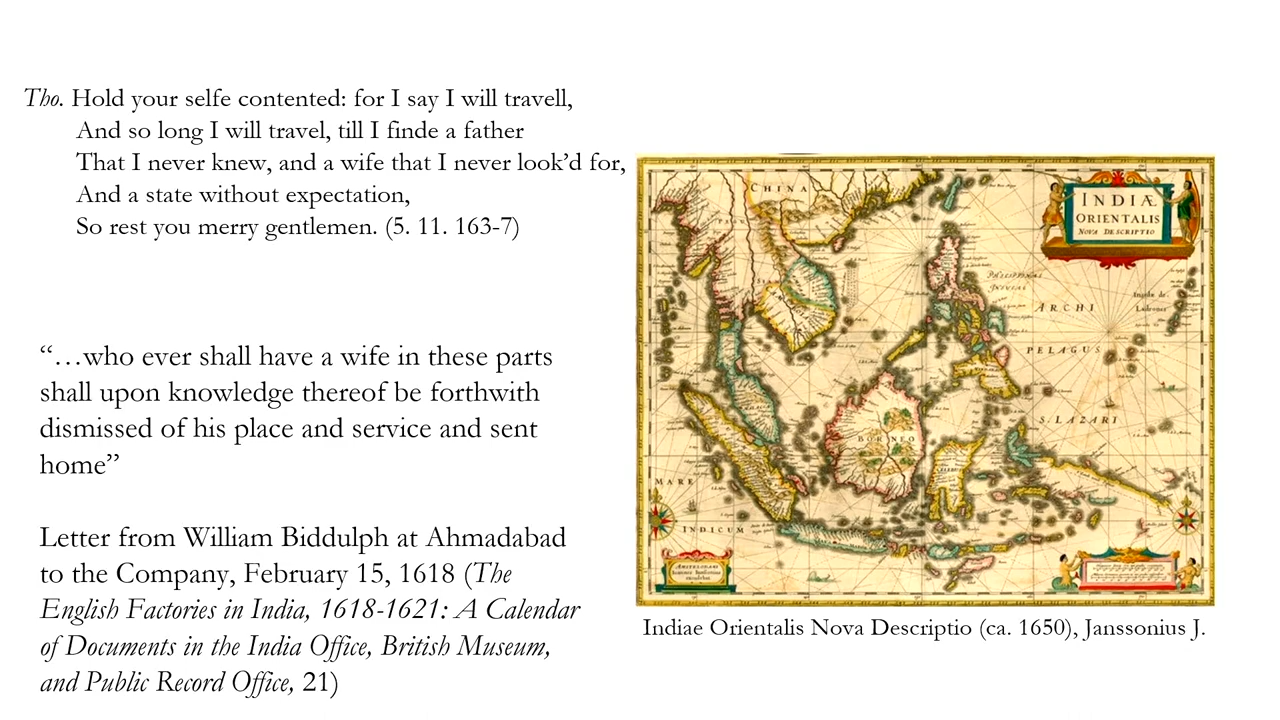 Tho. Hold your selfe contented: for I say I will travell,
And so long I will travel, till I finde a father
That I never knew, and a wife that I never look’d for,
And a state without expectation,
So rest you merry gentlemen. (5. 11. 163-7)
“…who ever shall have a wife in these parts
shall upon knowledge thereof be forthwith
dismissed of his place and service and sent
home”
Letter from William Biddulph at Ahmadabad
to the Company, February 15, 1618 (The
English Factories in India, 1618-1621: A Calendar
of Documents in the India Office, British Museum,
and Public Record Office, 21)
CHINA
INDIÆ
ORIENTALIS
NOVA DESCRIPTIO
PHILIPPINAS
INSULAE
ARCHI
PELAGUS
S. LAZARI
BORNEO
MARE
INDICUM
Indiae Orientalis Nova Descriptio (ca. 1650), Janssonius J.